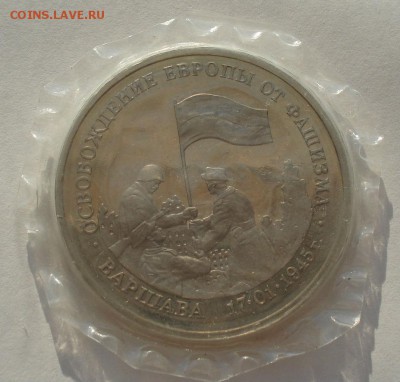 COINS.LAVE.RU
ОСВОБОЖДЕНИЕ ЕВРОПЫ ОТ ФАШИЗМА
ВАРШАВА 17·01·1945 г.